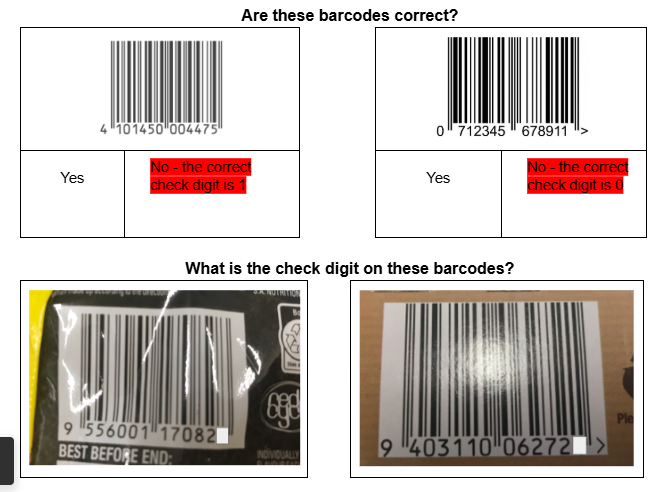 Are these barcodes correct?
4 101450 004475
0 712345 678911 >
Yes
No - the correct
check digit is 1
Yes
No - the correct
check digit is 0
What is the check digit on these barcodes?
9 556001 17082
BEST BEFORE END:
INDIVIDUALLY
9 403110 06272 >
Ple